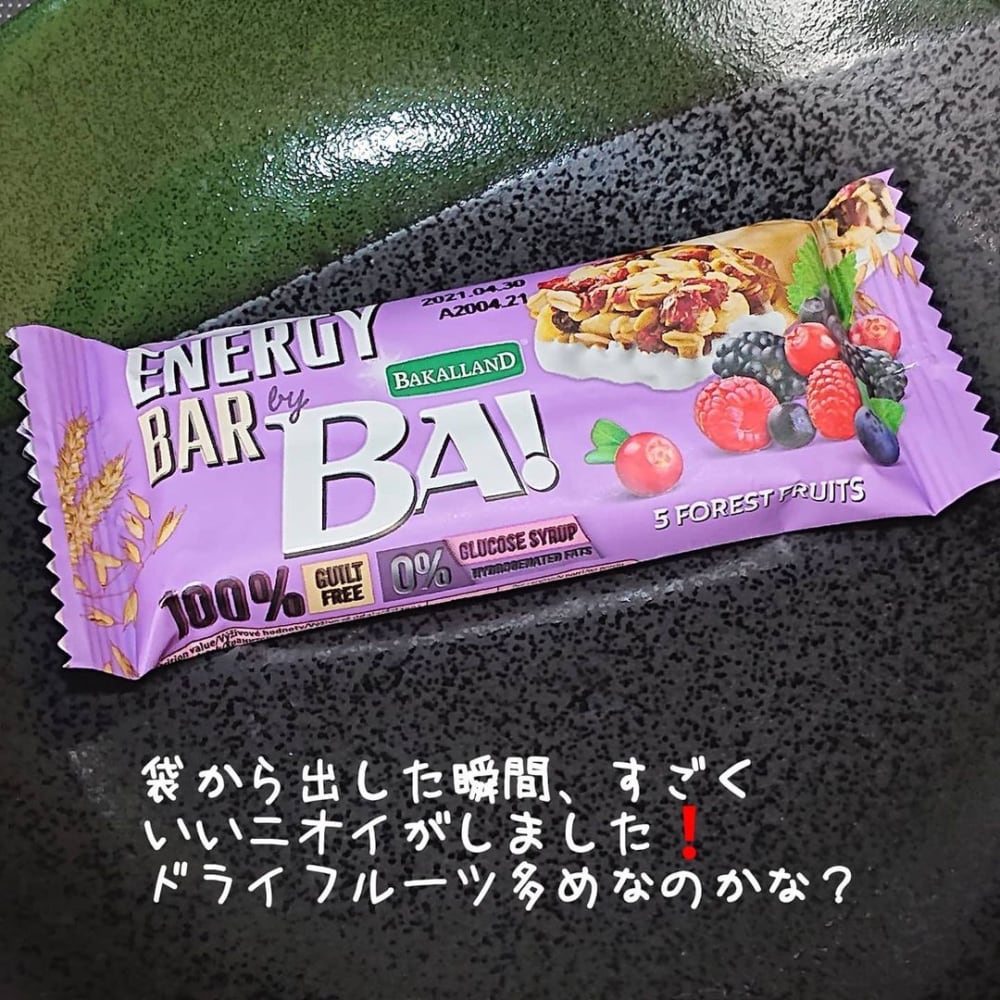 2021.04.30
A2004.21
ENERGY
BAR by
BAKALLAND
BA!
5 FOREST FRUITS
100% GUILT FREE
0% GLUCOSE SYRUP
HYDROGENATED FATS
袋から出した瞬間、すごく
いいニオイがしました❗
ドライフルーツ多めなのかな？